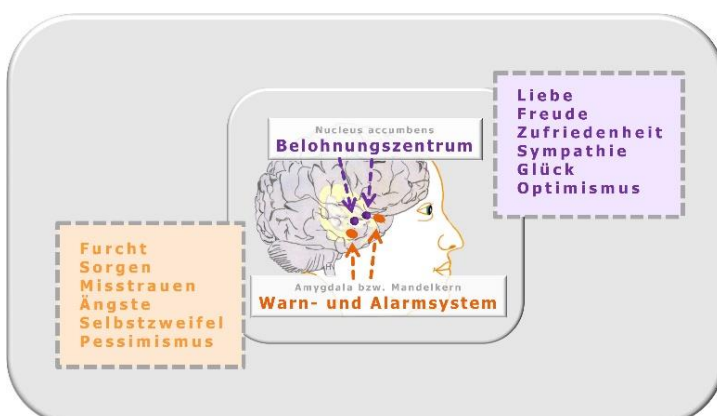 Liebe
Freude
Zufriedenheit
Sympathie
Glück
Optimismus
Nucleus accumbens
Belohnungszentrum
Furcht
Sorgen
Misstrauen
Ängste
Selbstzweifel
Pessimismus
Amygdala bzw. Mandelkern
Warn- und Alarmsystem